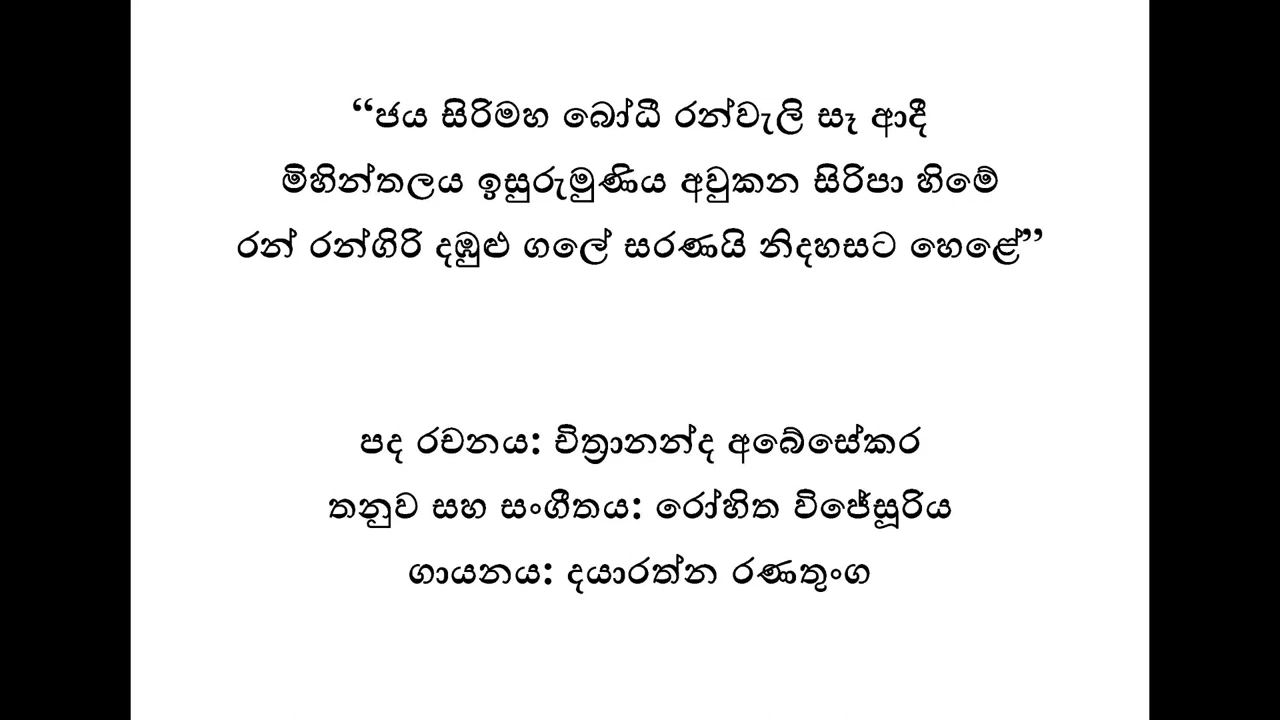 “ජය සිරිමහ බෝධී රන්වැලි සෑ ආදී
මිහින්තලය ඉසුරුමුණිය අවුකන සිරිපා හිමේ
රන් රන්ගිරි දඹුළු ගලේ සරණයි නිදහසට හෙළේ”
පද රචනය: චිත්‍රානන්ද අබේසේකර
තනුව සහ සංගීතය: රෝහිත විජේසූරිය
ගායනය: දයාරත්න රණතුංග